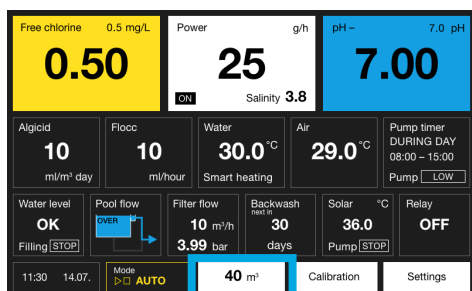 Free chlorine 0.5 mg/L
0.50
Power g/h
25
ON Salinity 3.8
pH – 7.0 pH
7.00
Algicid
10
ml/m³ day
Flocc
10
ml/hour
Water
30.0°C
Smart heating
Air
29.0°C
Pump timer
DURING DAY
08:00 – 15:00
Pump LOW
Water level
OK
Filling STOP
Pool flow
OVER
Filter flow
10 m³/h
3.99 bar
Backwash
next in
30
days
Solar °C
36.0
Pump STOP
Relay
OFF
11:30 14.07.
Mode
AUTO
40 m³
Calibration
Settings